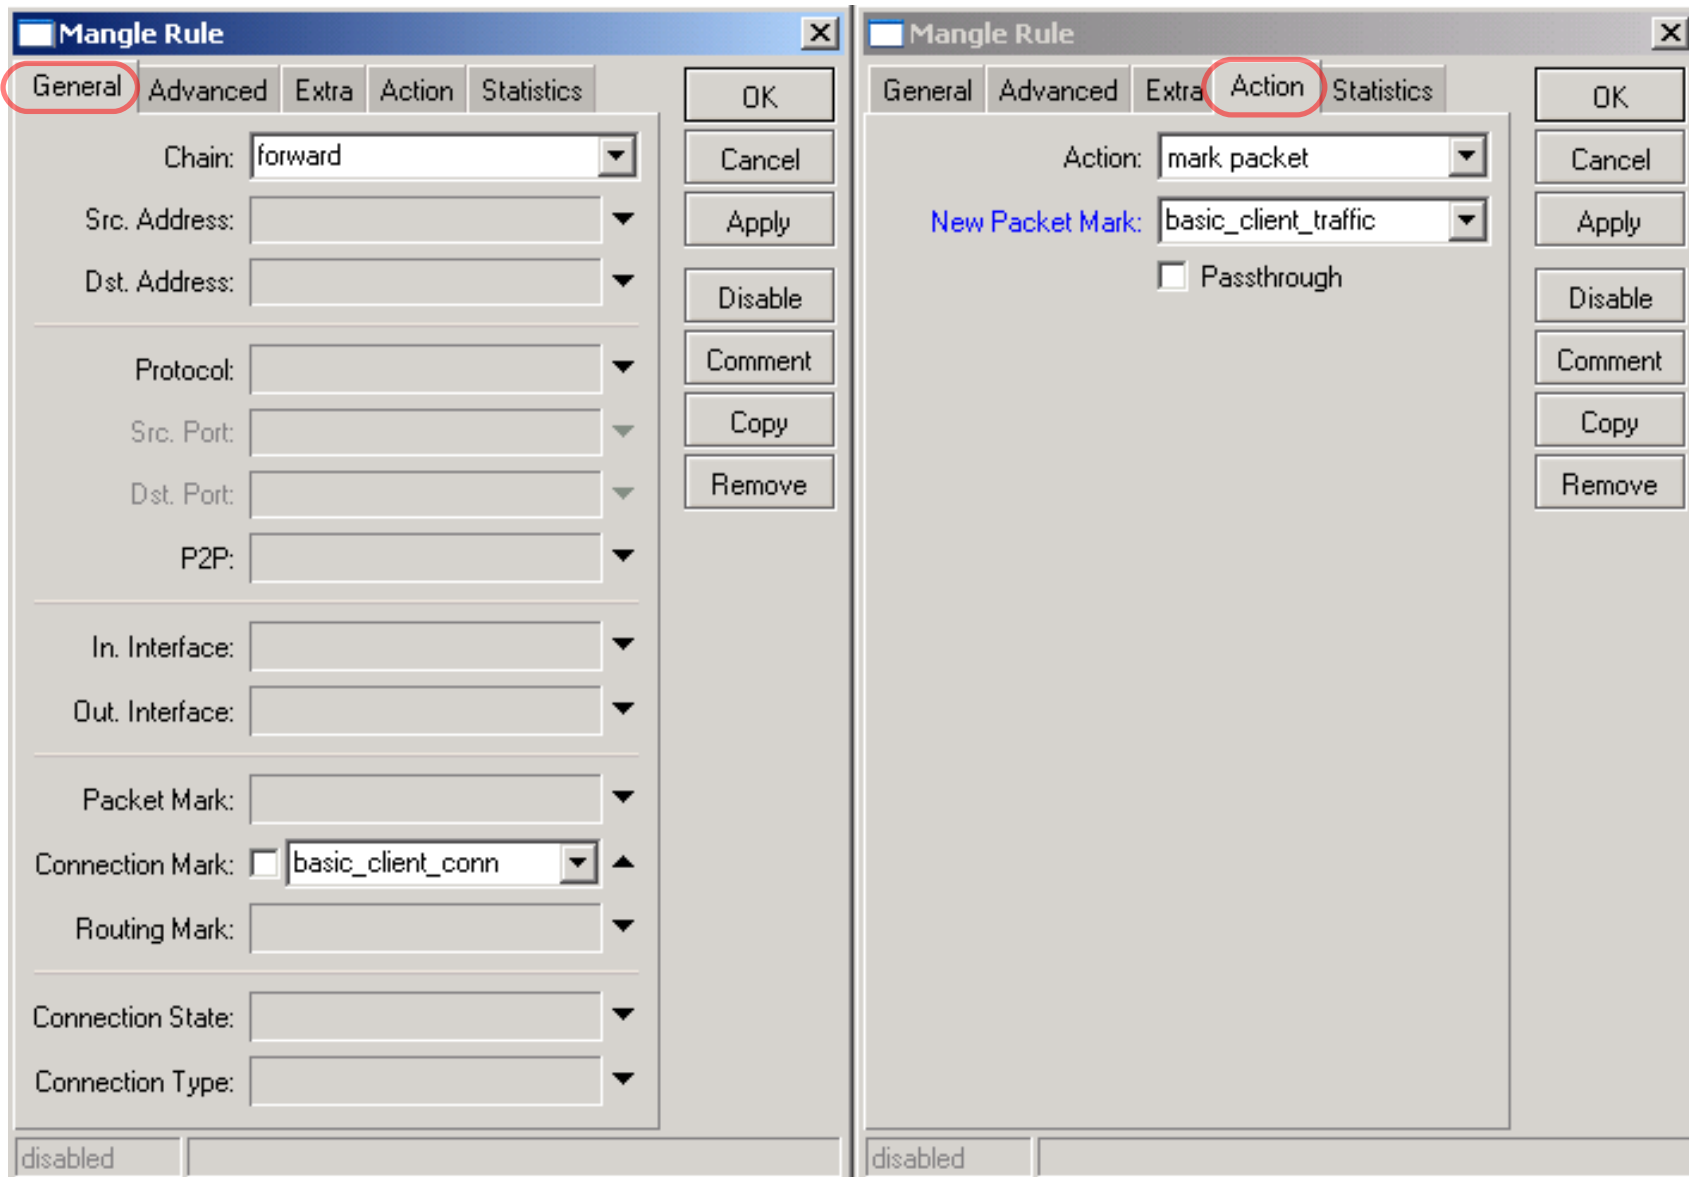 Mangle Rule
General Advanced Extra Action Statistics
OK
Chain: forward
Cancel
Src. Address:
Apply
Dst. Address:
Disable
Protocol:
Comment
Src. Port:
Copy
Dst. Port:
Remove
P2P:
In. Interface:
Out. Interface:
Packet Mark:
Connection Mark: basic_client_conn
Routing Mark:
Connection State:
Connection Type:
disabled
Mangle Rule
General Advanced Extra Action Statistics
OK
Action: mark packet
Cancel
New Packet Mark: basic_client_traffic
Apply
Passthrough
Disable
Comment
Copy
Remove
disabled